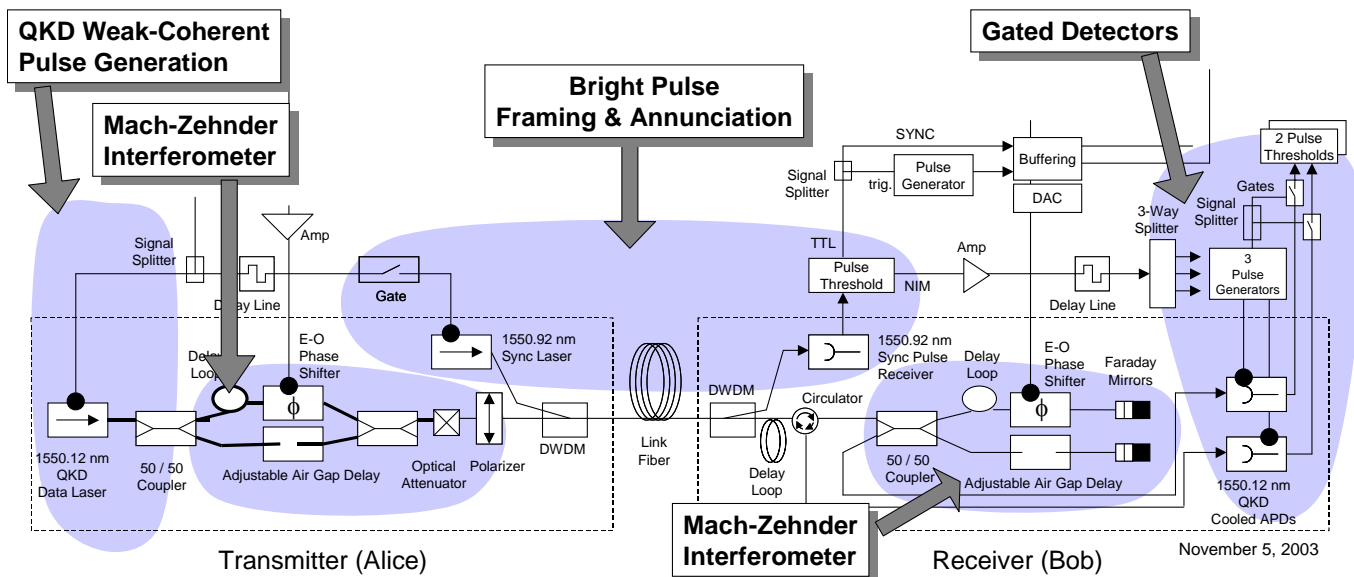 QKD Weak-Coherent
Pulse Generation
Mach-Zehnder
Interferometer
Bright Pulse
Framing & Annunciation
Gated Detectors
Signal
Splitter
Delay Line
Amp
Gate
1550.92 nm
Sync Laser
Delay
Loop
E-O
Phase
Shifter
ϕ
1550.12 nm
QKD
Data Laser
50 / 50
Coupler
Adjustable Air Gap Delay
Optical
Attenuator
Polarizer
DWDM
Link
Fiber
Transmitter (Alice)
SYNC
Signal
Splitter
trig.
Pulse
Generator
Buffering
DAC
TTL
Pulse
Threshold
NIM
Amp
Delay Line
3-Way
Splitter
2 Pulse
Thresholds
Gates
Signal
Splitter
3
Pulse
Generators
1550.92 nm
Sync Pulse
Receiver
DWDM
Circulator
Delay
Loop
Delay
Loop
E-O
Phase
Shifter
ϕ
Faraday
Mirrors
50 / 50
Coupler
Adjustable Air Gap Delay
1550.12 nm
QKD
Cooled APDs
Mach-Zehnder
Interferometer
Receiver (Bob)
November 5, 2003